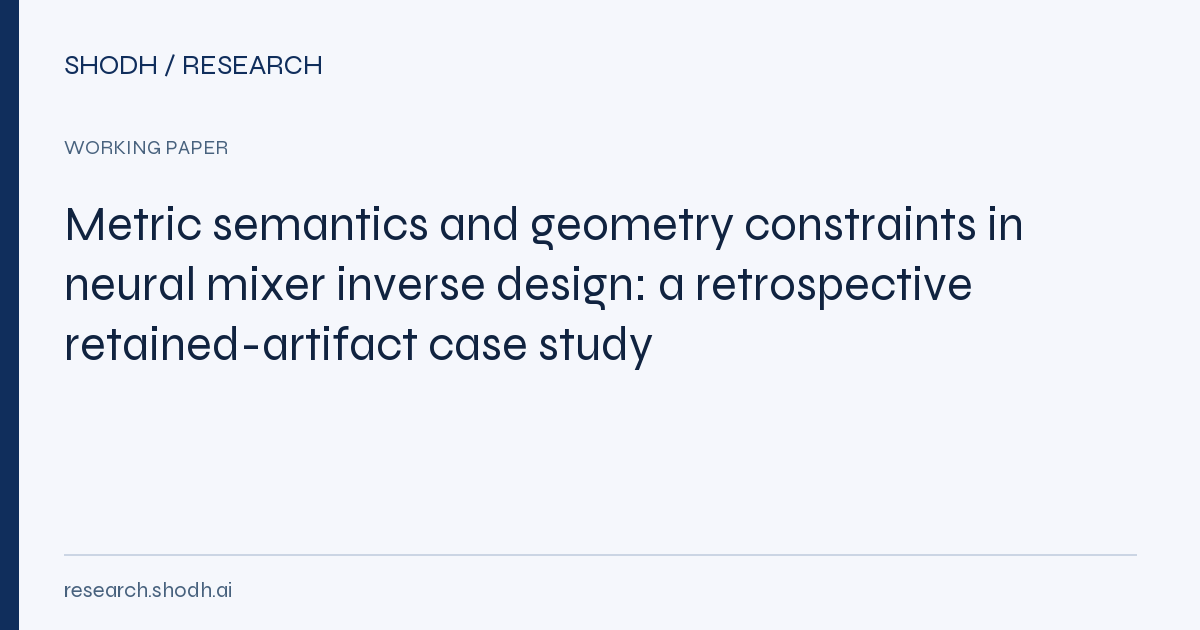 SHODH / RESEARCH
WORKING PAPER
Metric semantics and geometry constraints in
neural mixer inverse design: a retrospective
retained-artifact case study
research.shodh.ai